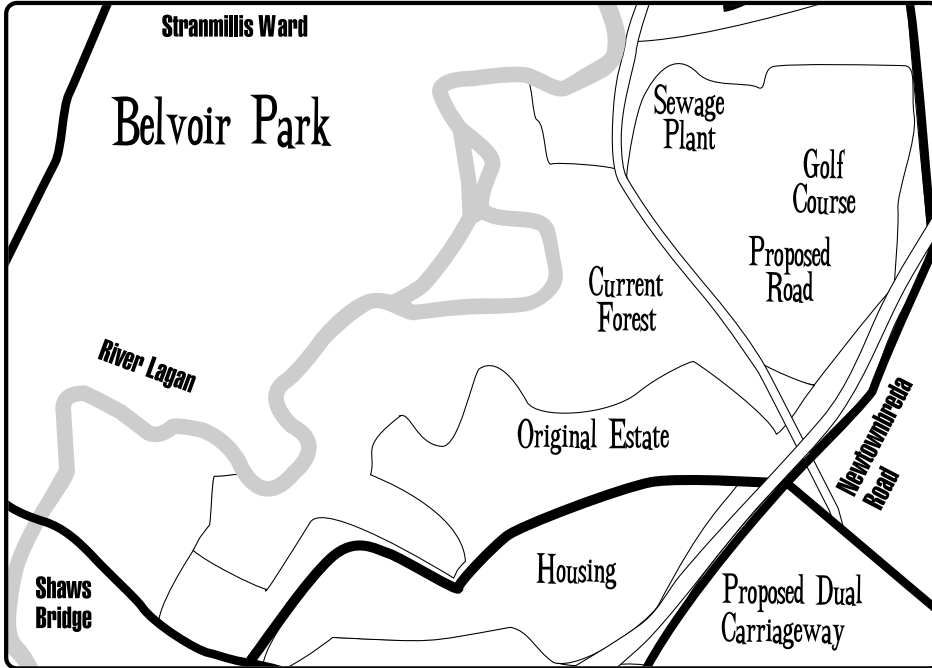 Stranmillis Ward
Belvoir Park
Sewage
Plant
Golf
Course
Proposed
Road
Current
Forest
River Lagan
Original Estate
Newtownbreda
Road
Housing
Shaws
Bridge
Proposed Dual
Carriageway